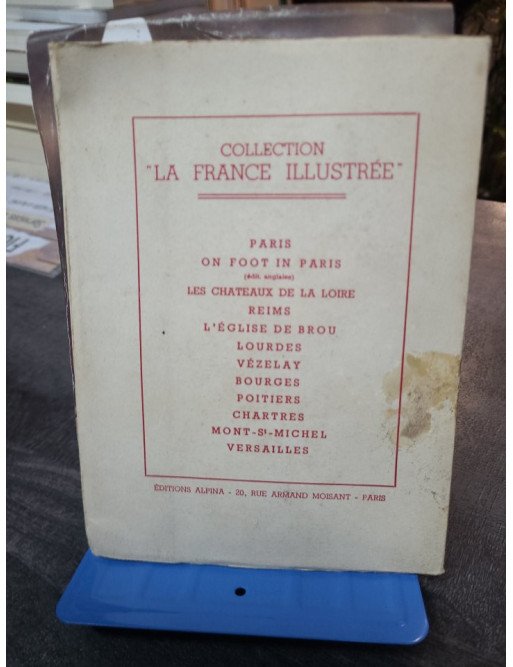 COLLECTION
"LA FRANCE ILLUSTRÉE"
PARIS
ON FOOT IN PARIS
(édit. anglaise)
LES CHATEAUX DE LA LOIRE
REIMS
L'ÉGLISE DE BROU
LOURDES
VÉZELAY
BOURGES
POITIERS
CHARTRES
MONT-St-MICHEL
VERSAILLES
ÉDITIONS ALPINA - 20, RUE ARMAND MOISANT - PARIS